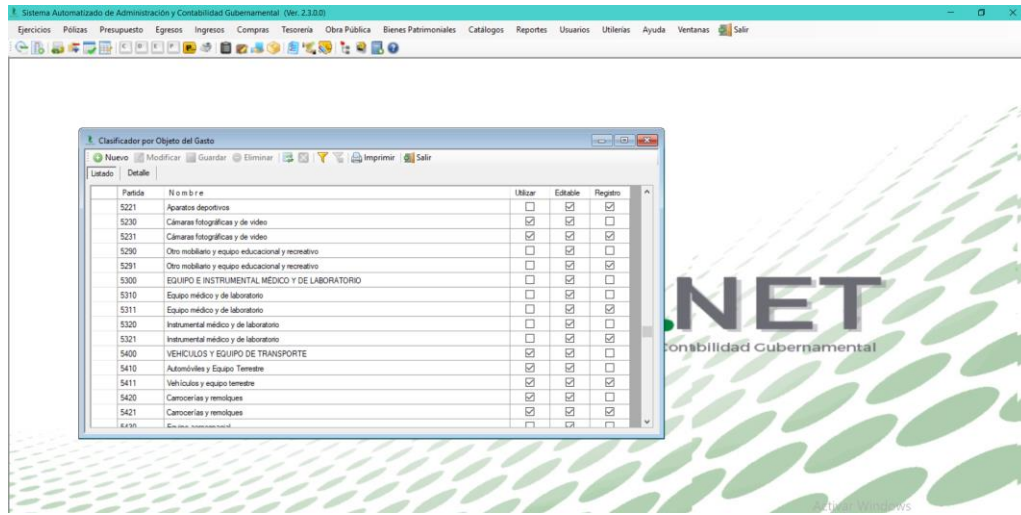 Sistema Automatizado de Administración y Contabilidad Gubernamental (Ver. 2.3.0.0)
Ejercicios Pólizas Presupuesto Egresos Ingresos Compras Tesorería Obra Pública Bienes Patrimoniales Catálogos Reportes Usuarios Utilerías Ayuda Ventanas Salir
Clasificador por Objeto del Gasto
Nuevo Modificar Guardar Eliminar Imprimir Salir
Listado Detalle
Partida Nombre Utilizar Editable Registro
5221 Aparatos deportivos
5230 Cámaras fotográficas y de video
5231 Cámaras fotográficas y de video
5290 Otro mobiliario y equipo educacional y recreativo
5291 Otro mobiliario y equipo educacional y recreativo
5300 EQUIPO E INSTRUMENTAL MÉDICO Y DE LABORATORIO
5310 Equipo médico y de laboratorio
5311 Equipo médico y de laboratorio
5320 Instrumental médico y de laboratorio
5321 Instrumental médico y de laboratorio
5400 VEHÍCULOS Y EQUIPO DE TRANSPORTE
5410 Automóviles y Equipo Terrestre
5411 Vehículos y equipo terrestre
5420 Carrocerías y remolques
5421 Carrocerías y remolques
5430 Equipo aeroespacial
.NET
Contabilidad Gubernamental
Activar Windows